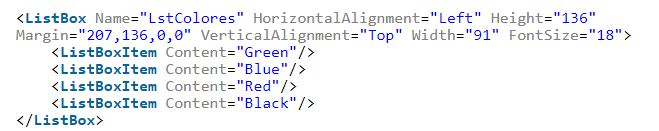 <ListBox Name="LstColores" HorizontalAlignment="Left" Height="136"
Margin="207,136,0,0" VerticalAlignment="Top" Width="91" FontSize="18">
    <ListBoxItem Content="Green"/>
    <ListBoxItem Content="Blue"/>
    <ListBoxItem Content="Red"/>
    <ListBoxItem Content="Black"/>
</ListBox>